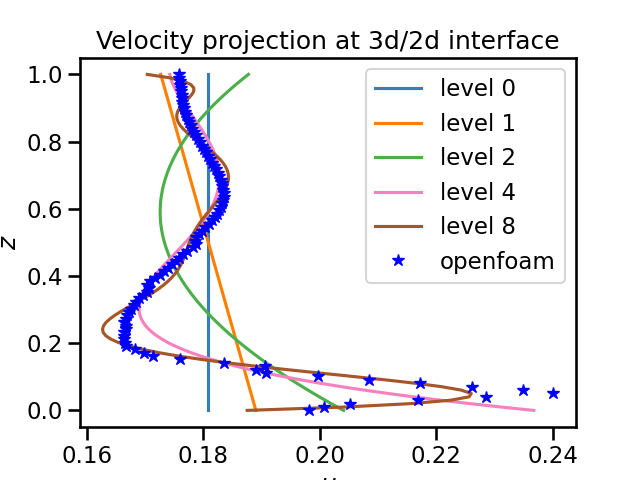 Velocity projection at 3d/2d interface
1.0
0.8
0.6
0.4
0.2
0.0
z
0.16
0.18
0.20
0.22
0.24
level 0
level 1
level 2
level 4
level 8
openfoam